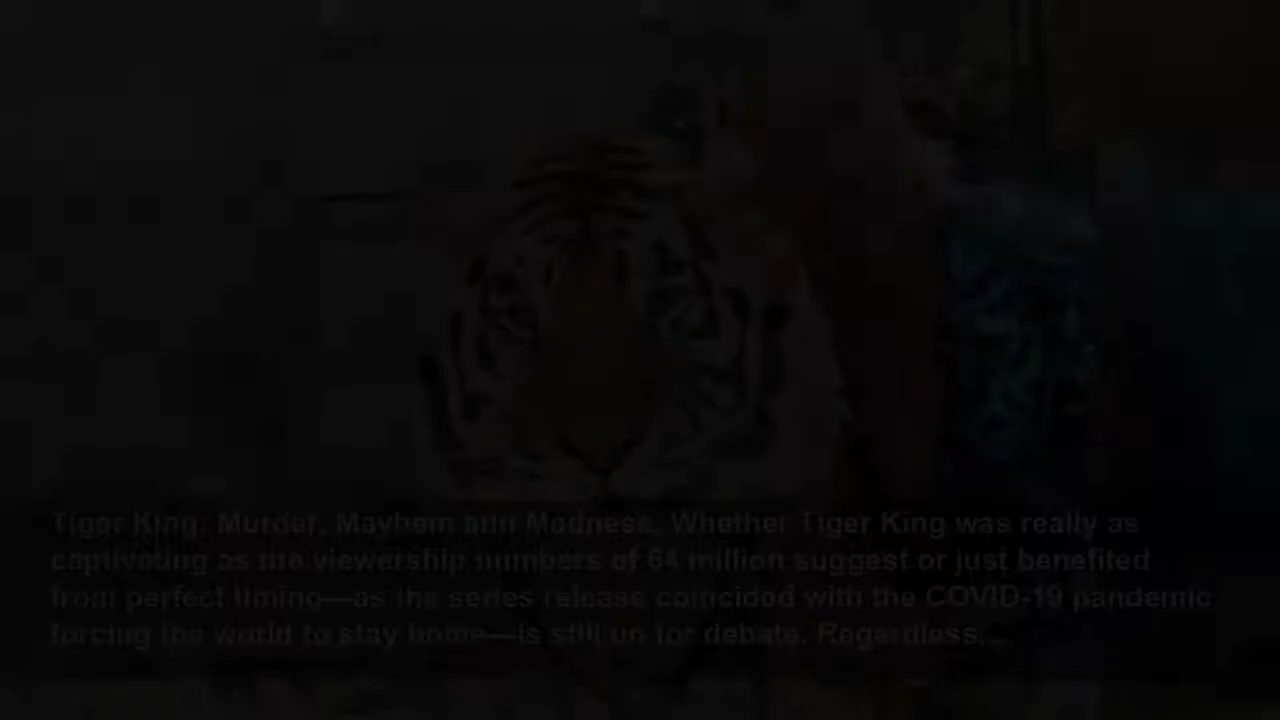 Tiger King: Murder, Mayhem and Madness. Whether Tiger King was really as
captivating as the viewership numbers of 64 million suggest or just benefited
from perfect timing—as the series release coincided with the COVID-19 pandemic
forcing the world to stay home—is still up for debate. Regardless,...